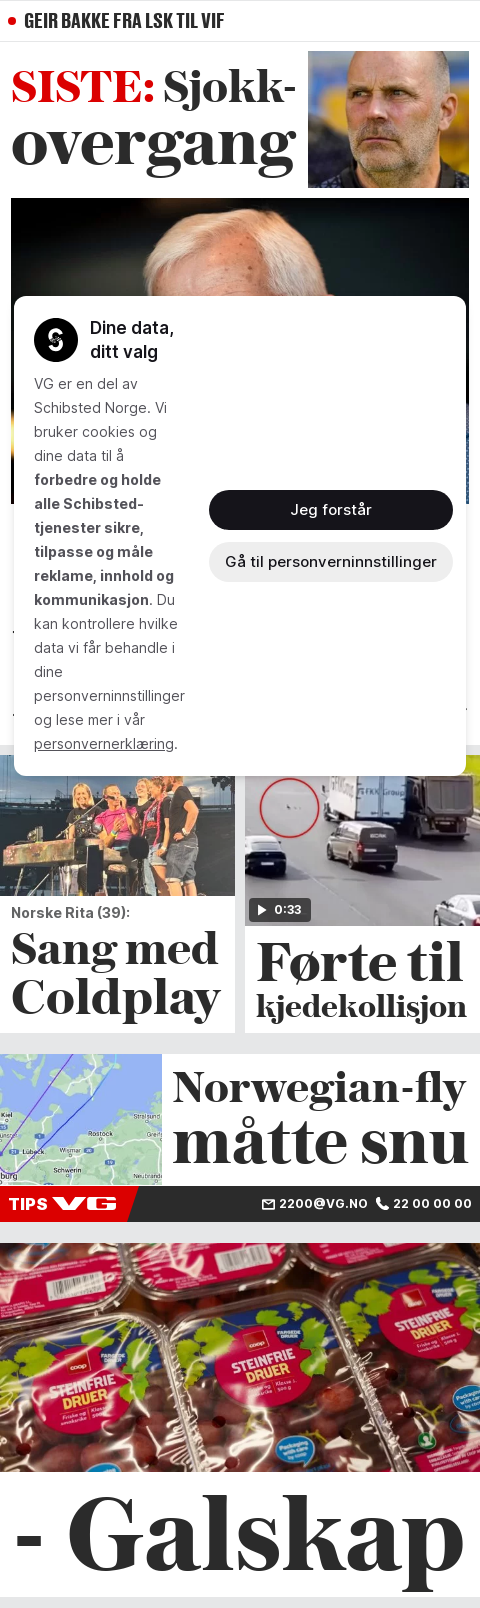 GEIR BAKKE FRA LSK TIL VIF
SISTE: Sjokk-
overgang
Dine data,
ditt valg
VG er en del av
Schibsted Norge. Vi
bruker cookies og
dine data til å
forbedre og holde
alle Schibsted-
tjenester sikre,
tilpasse og måle
reklame, innhold og
kommunikasjon. Du
kan kontrollere hvilke
data vi får behandle i
dine
personverninnstillinger
og lese mer i vår
personvernerklæring.
Jeg forstår
Gå til personverninnstillinger
FKK Group
0:33
Norske Rita (39):
Sang med
Coldplay
Førte til
kjedekollisjon
Kiel
Rostock
Stralsund
Lübeck
Wismar
Schwerin
burg
Norwegian-fly
måtte snu
TIPS VG
2200@VG.NO 22 00 00 00
coop
STEINFRIE
DRUER
coop
STEINFRIE
DRUER
STEINFRIE
DRUER
- Galskap